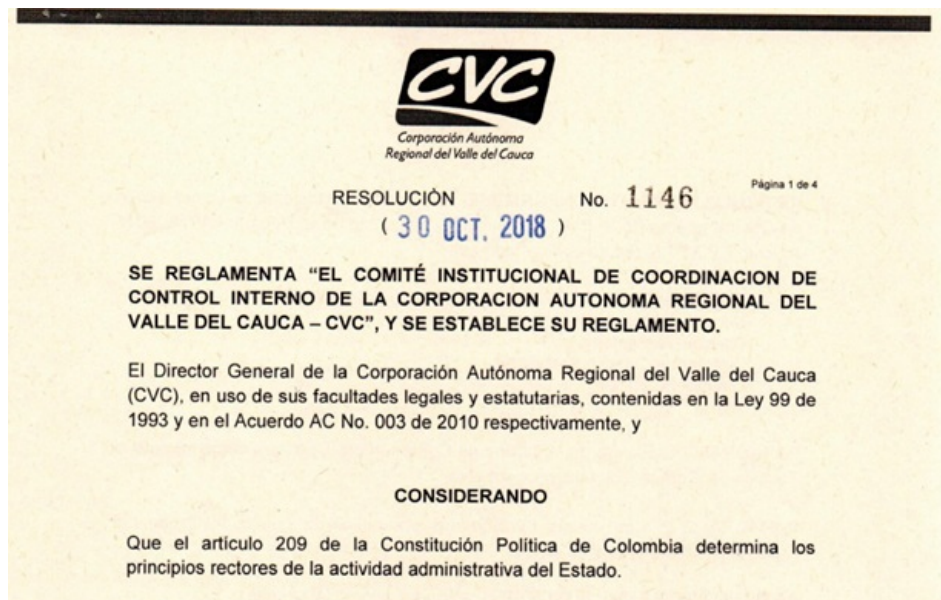 CVC
Corporación Autónoma
Regional del Valle del Cauca
Página 1 de 4
RESOLUCIÒN No. 1146
( 30 OCT. 2018 )
SE REGLAMENTA “EL COMITÉ INSTITUCIONAL DE COORDINACION DE
CONTROL INTERNO DE LA CORPORACION AUTONOMA REGIONAL DEL
VALLE DEL CAUCA – CVC”, Y SE ESTABLECE SU REGLAMENTO.
El Director General de la Corporación Autónoma Regional del Valle del Cauca
(CVC), en uso de sus facultades legales y estatutarias, contenidas en la Ley 99 de
1993 y en el Acuerdo AC No. 003 de 2010 respectivamente, y
CONSIDERANDO
Que el artículo 209 de la Constitución Política de Colombia determina los
principios rectores de la actividad administrativa del Estado.